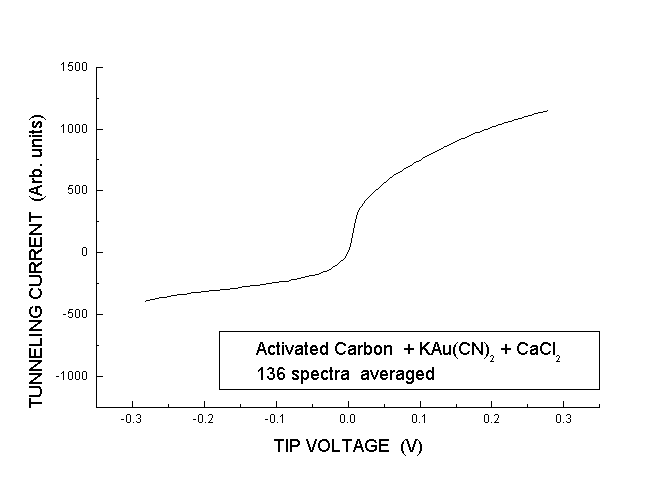 1500
1000
500
0
-500
-1000
TUNNELING CURRENT (Arb. units)
Activated Carbon + KAu(CN)₂ + CaCl₂
136 spectra averaged
-0.3 -0.2 -0.1 0.0 0.1 0.2 0.3
TIP VOLTAGE (V)